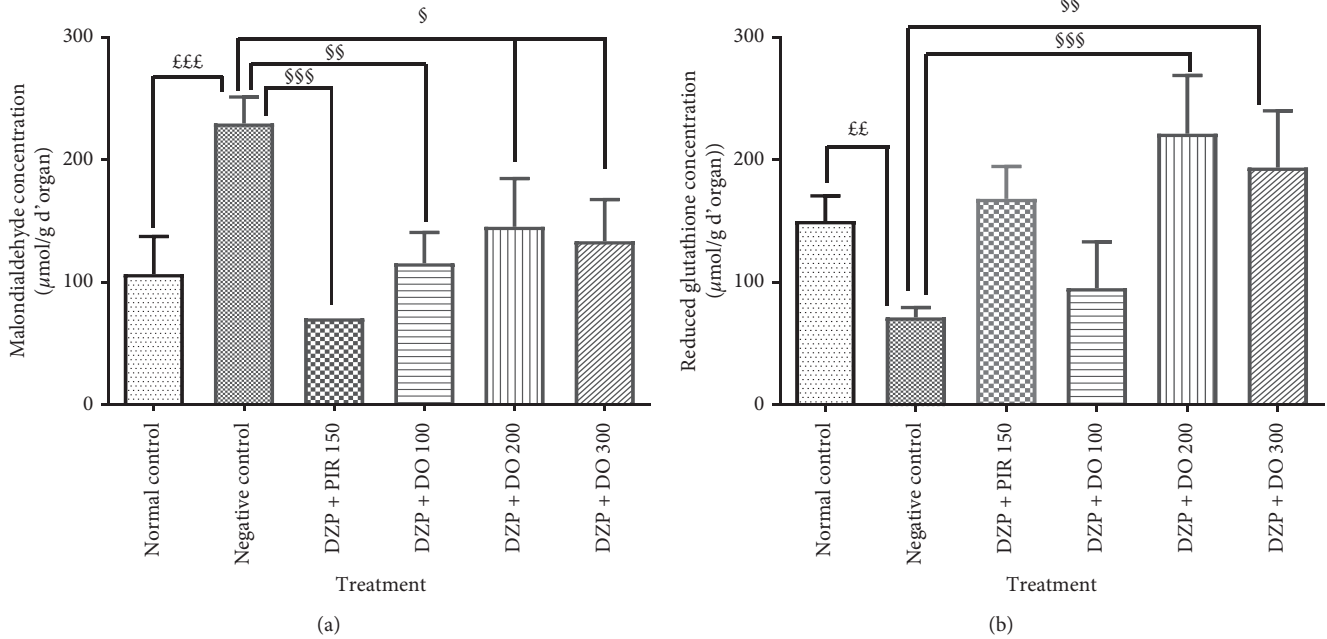 §
§§
§§§
£££
300
200
100
0
Malondialdehyde concentration
(μmol/g d’organ)
Normal control
Negative control
DZP + PIR 150
DZP + DO 100
DZP + DO 200
DZP + DO 300
Treatment
(a)
§§
§§§
££
300
200
100
0
Reduced glutathione concentration
(μmol/g d’organ))
Normal control
Negative control
DZP + PIR 150
DZP + DO 100
DZP + DO 200
DZP + DO 300
Treatment
(b)